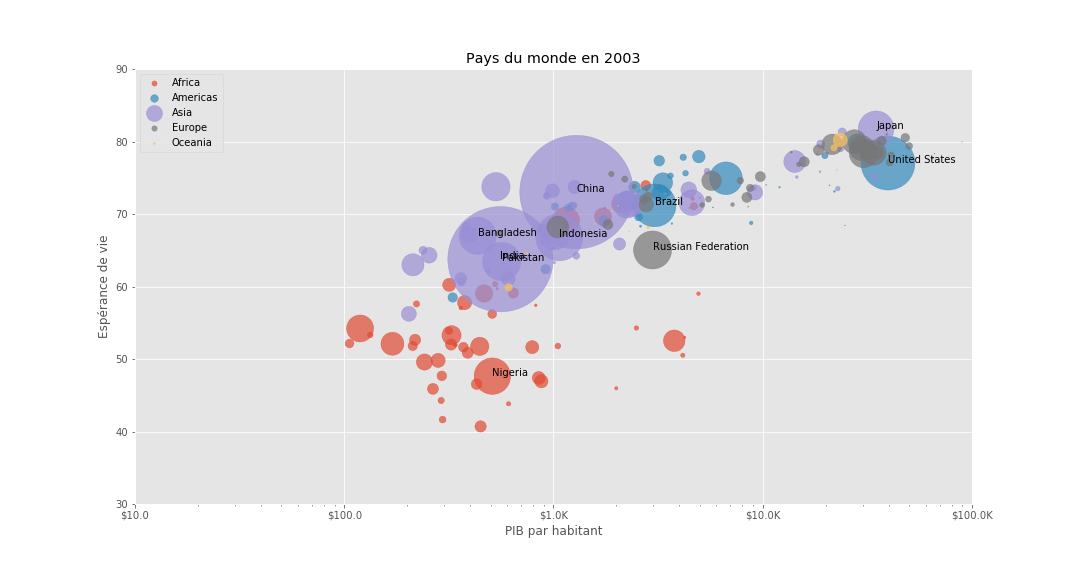 Pays du monde en 2003
90
80
70
60
50
40
30
Espérance de vie
Africa
Americas
Asia
Europe
Oceania
Japan
United States
China
Brazil
Bangladesh
Indonesia
India
Pakistan
Russian Federation
Nigeria
$10.0
$100.0
$1.0K
$10.0K
$100.0K
PIB par habitant